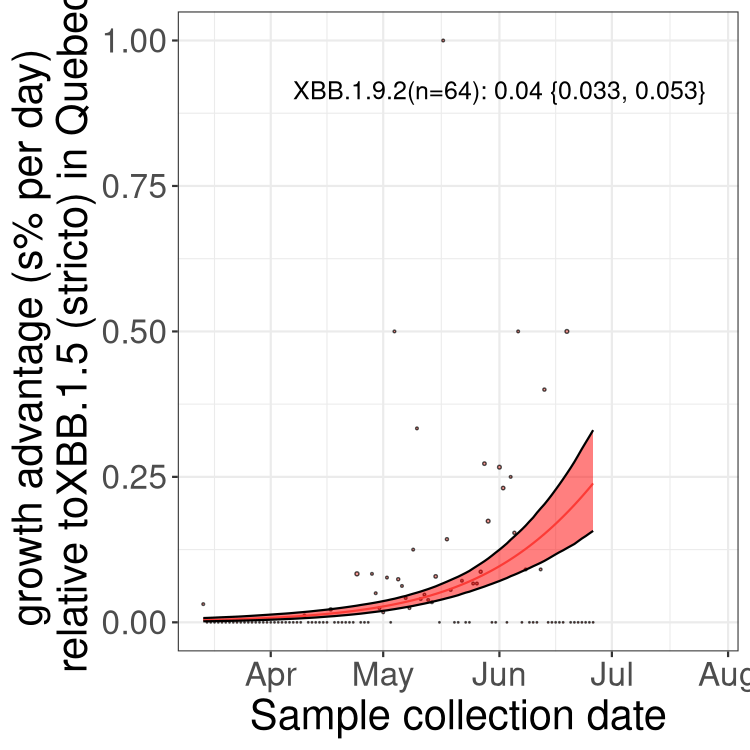 growth advantage (s% per day)
relative toXBB.1.5 (stricto) in Quebec
1.00
0.75
0.50
0.25
0.00
XBB.1.9.2(n=64): 0.04 {0.033, 0.053}
Apr May Jun Jul Aug
Sample collection date